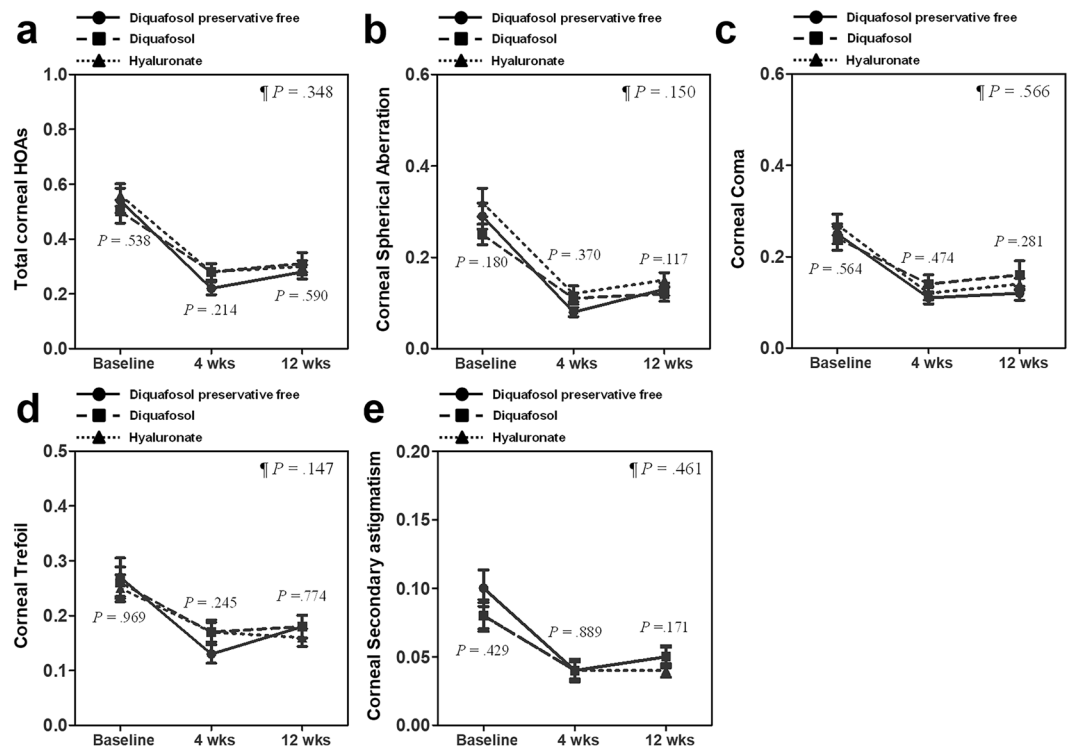 a
Diquafosol preservative free
Diquafosol
Hyaluronate
Total corneal HOAs
1.0
0.8
0.6
0.4
0.2
0.0
¶ P = .348
P = .538
P = .214
P = .590
Baseline 4 wks 12 wks
b
Diquafosol preservative free
Diquafosol
Hyaluronate
Corneal Spherical Aberration
0.6
0.4
0.2
0.0
¶ P = .150
P = .180
P = .370
P =.117
Baseline 4 wks 12 wks
c
Diquafosol preservative free
Diquafosol
Hyaluronate
Corneal Coma
0.6
0.4
0.2
0.0
¶ P = .566
P = .564
P = .474
P =.281
Baseline 4 wks 12 wks
d
Diquafosol preservative free
Diquafosol
Hyaluronate
Corneal Trefoil
0.5
0.4
0.3
0.2
0.1
0.0
¶ P = .147
P = .969
P = .245
P = .774
Baseline 4 wks 12 wks
e
Diquafosol preservative free
Diquafosol
Hyaluronate
Corneal Secondary astigmatism
0.20
0.15
0.10
0.05
0.00
¶ P = .461
P = .429
P = .889
P =.171
Baseline 4 wks 12 wks